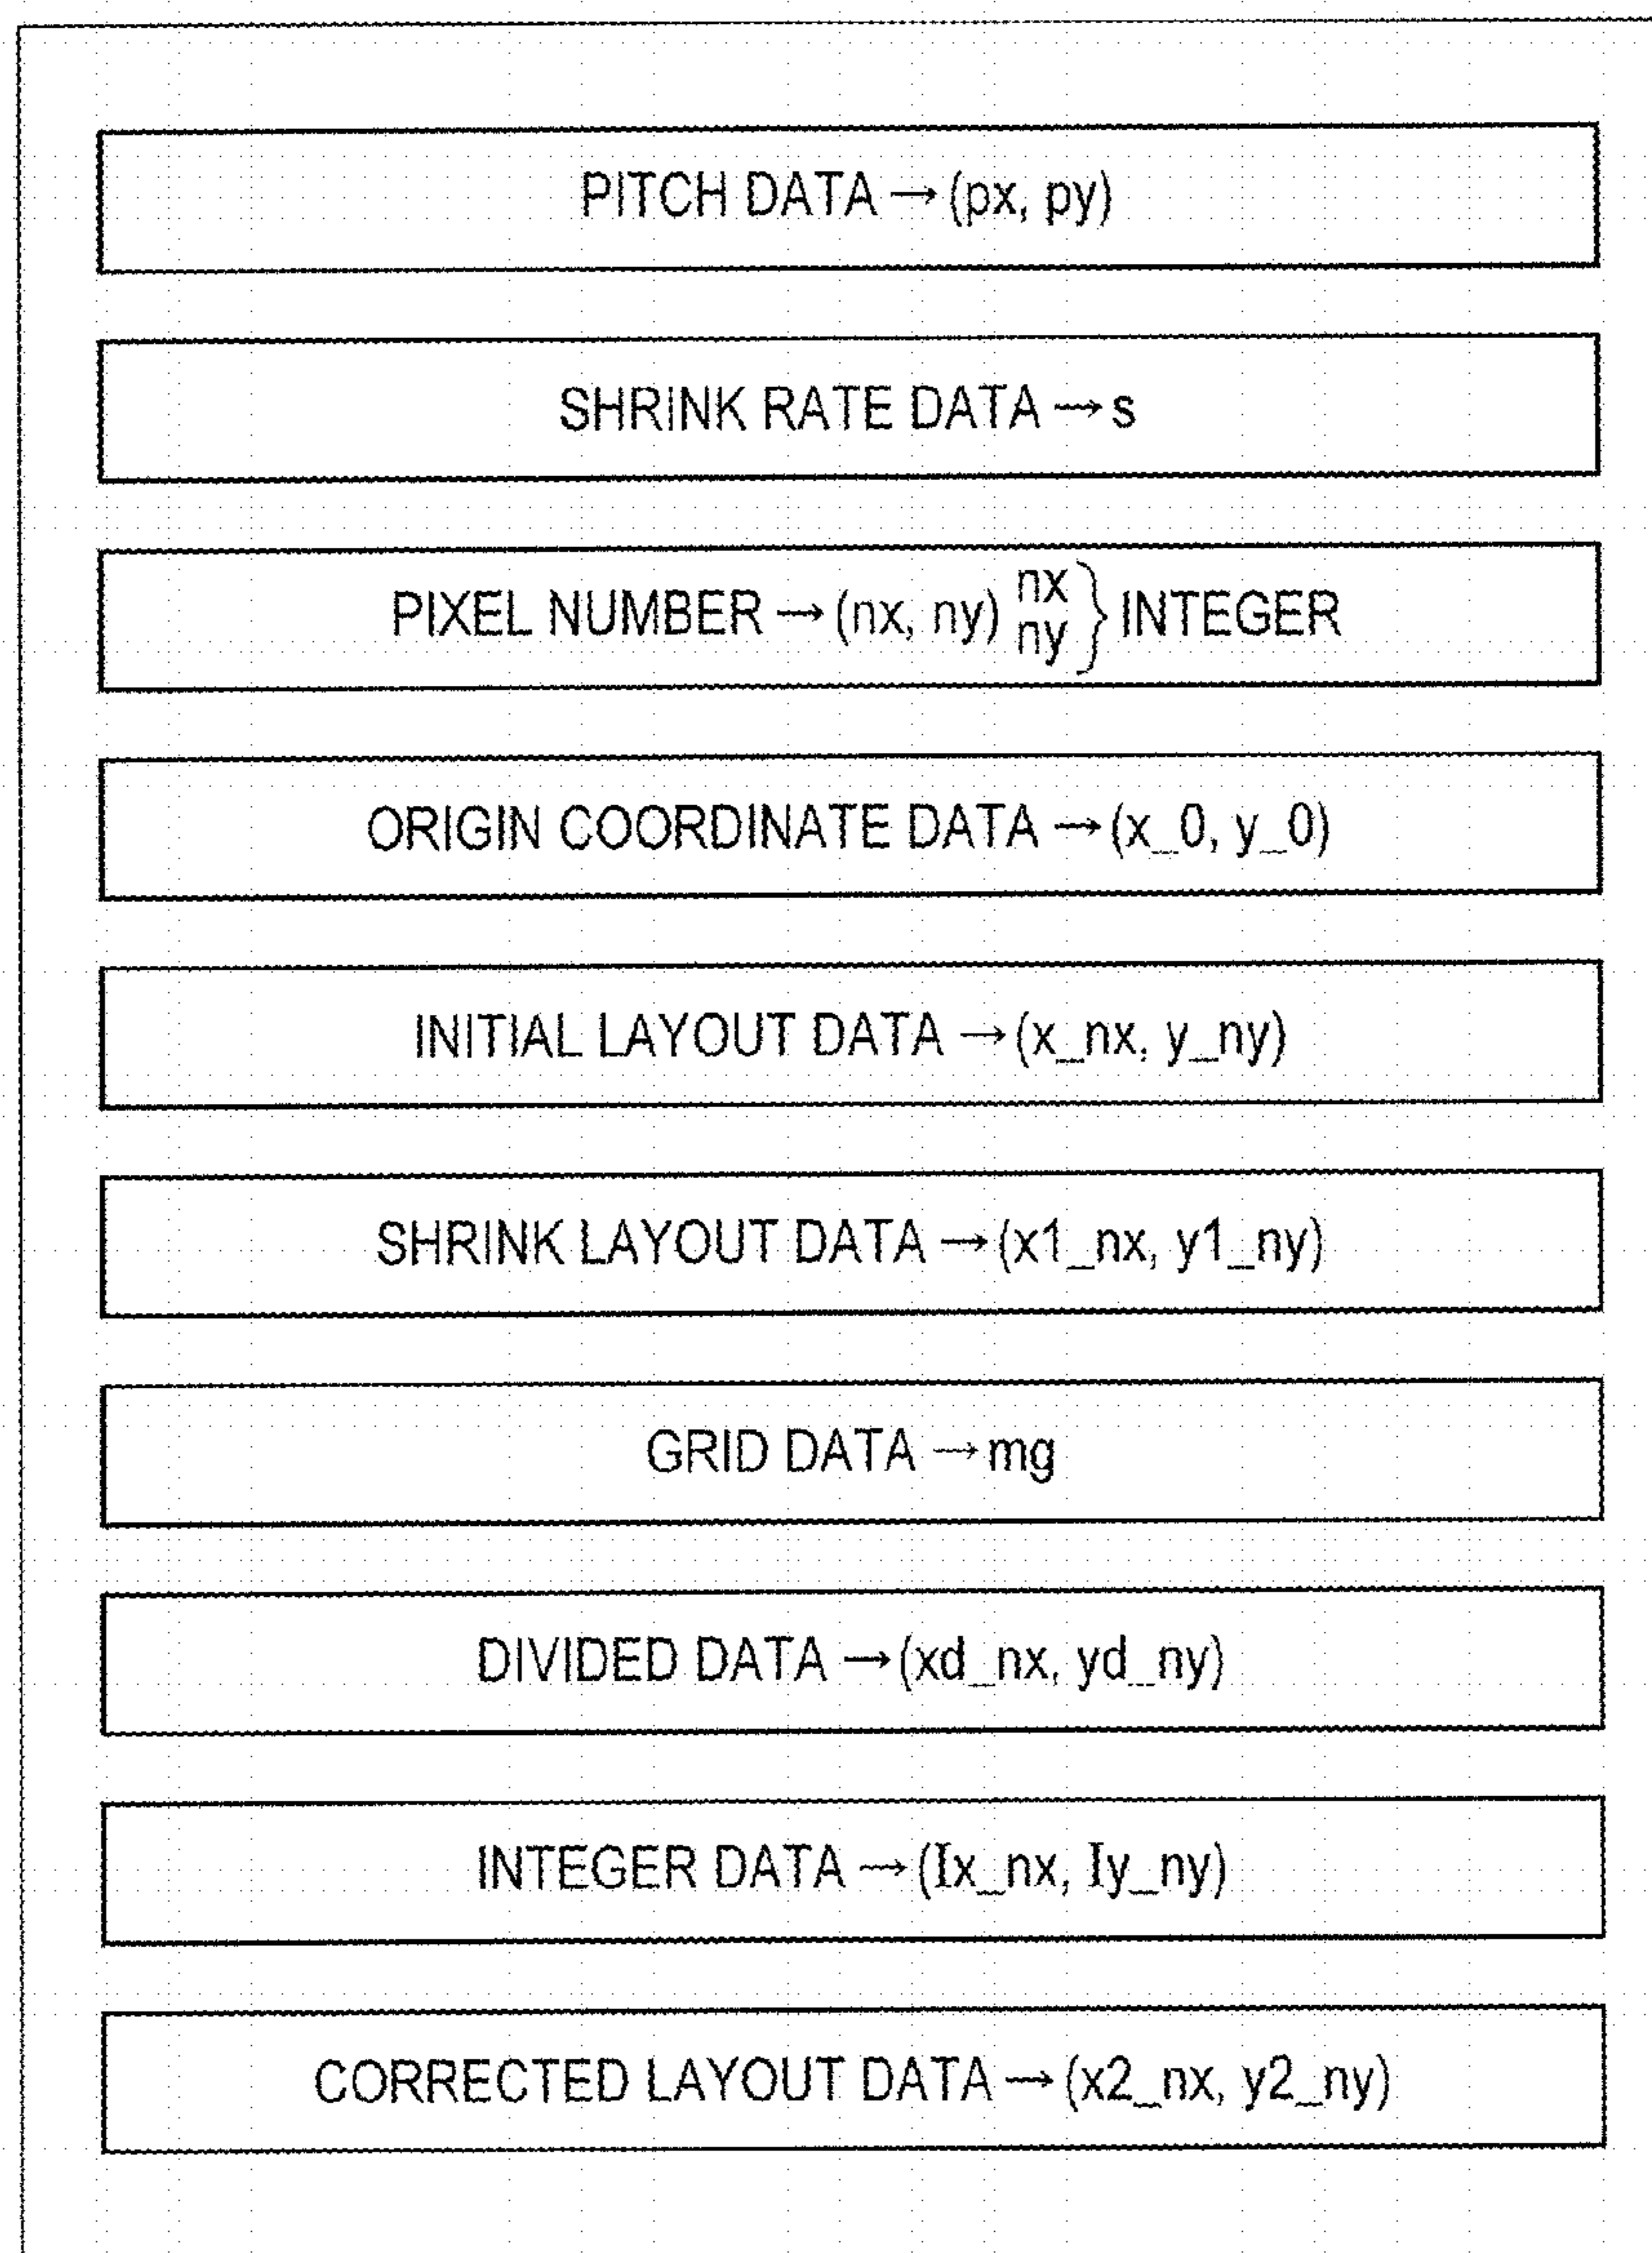 PITCH DATA → (px, py)
SHRINK RATE DATA → s
PIXEL NUMBER → (nx, ny) nx ny } INTEGER
ORIGIN COORDINATE DATA → (x_0, y_0)
INITIAL LAYOUT DATA → (x_nx, y_ny)
SHRINK LAYOUT DATA → (x1_nx, y1_ny)
GRID DATA → mg
DIVIDED DATA → (xd_nx, yd_ny)
INTEGER DATA → (Ix_nx, Iy_ny)
CORRECTED LAYOUT DATA → (x2_nx, y2_ny)